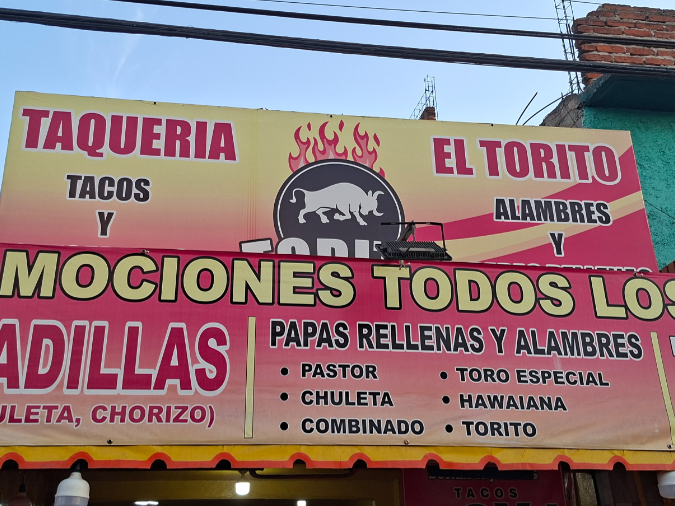 TAQUERIA
EL TORITO
TACOS
Y
ALAMBRES
Y
MOCIONES TODOS LOS
ADILLAS
ULETA, CHORIZO)
PAPAS RELLENAS Y ALAMBRES
• PASTOR
• CHULETA
• COMBINADO
• TORO ESPECIAL
• HAWAIANA
• TORITO
TACOS